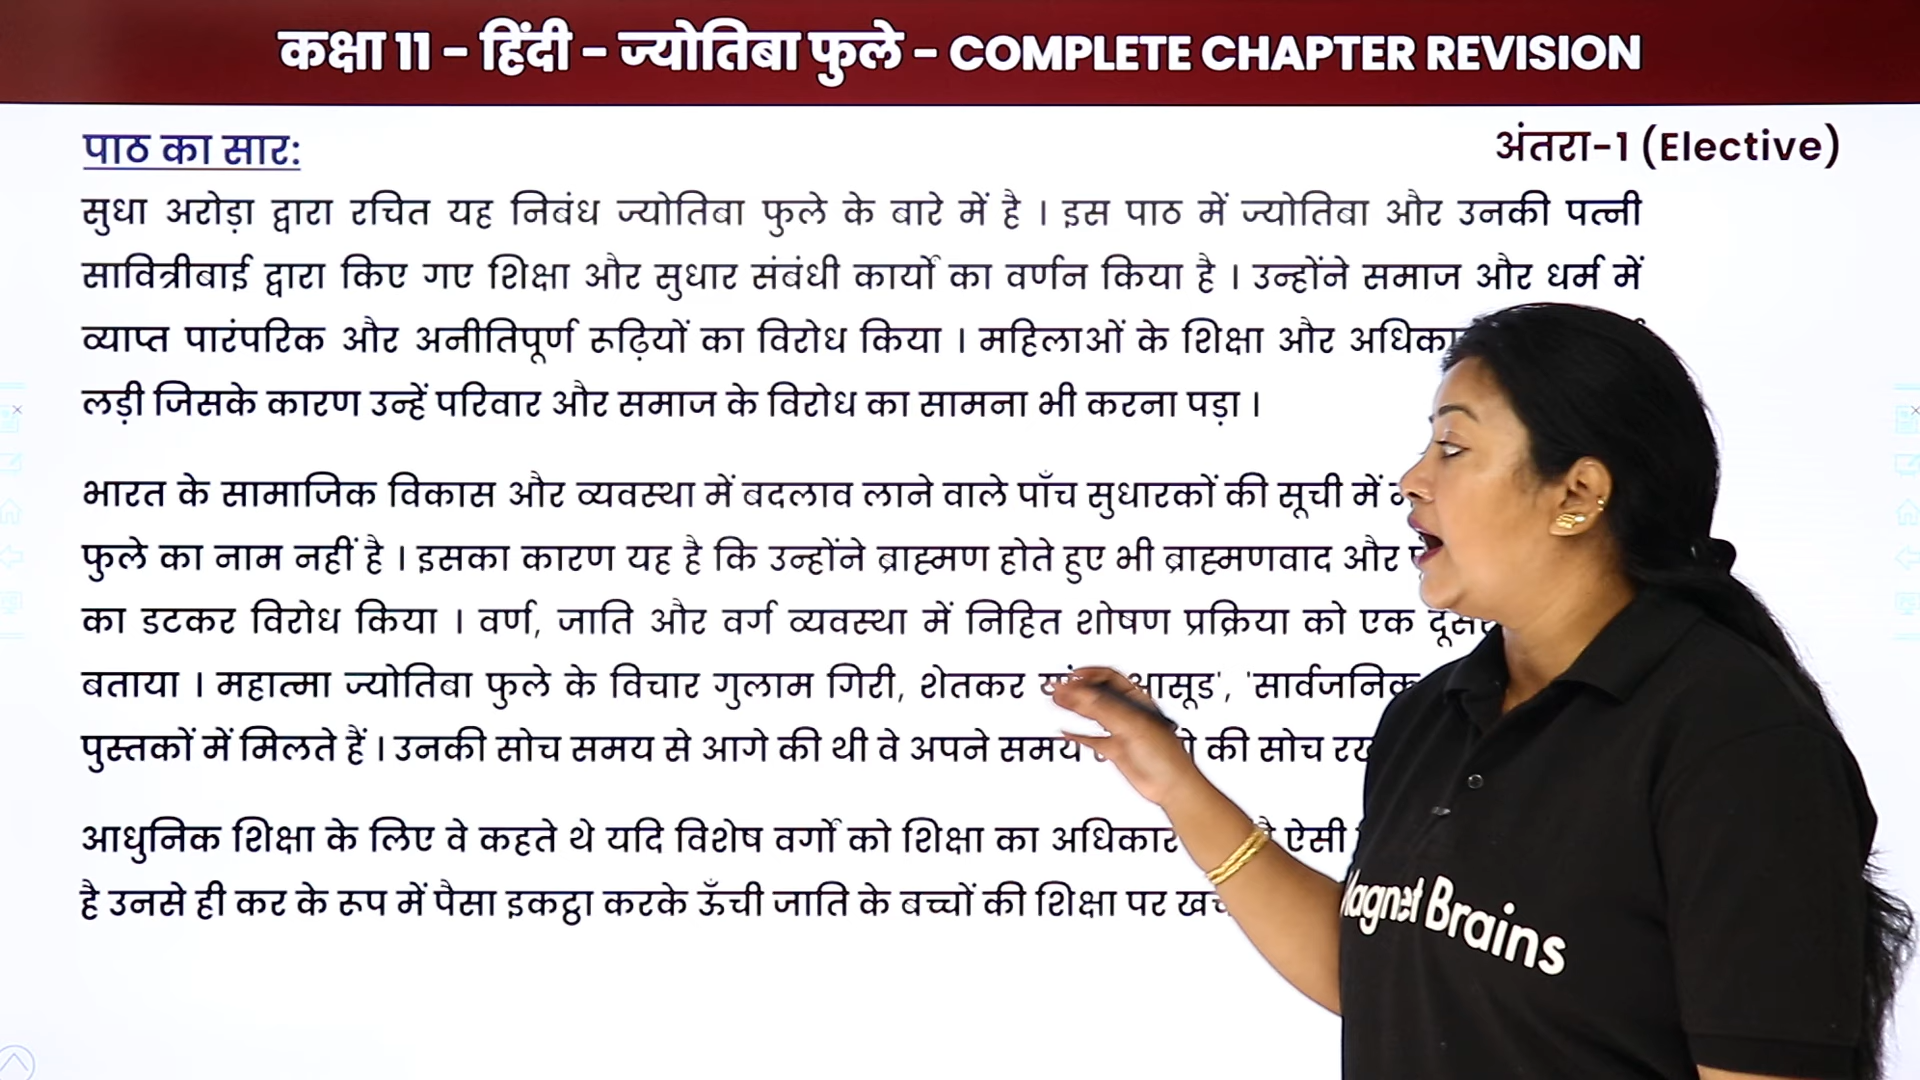 कक्षा 11 - हिंदी - ज्योतिबा फुले - COMPLETE CHAPTER REVISION
पाठ का सार:
अंतरा-1 (Elective)
सुधा अरोड़ा द्वारा रचित यह निबंध ज्योतिबा फुले के बारे में है । इस पाठ में ज्योतिबा और उनकी पत्नी
सावित्रीबाई द्वारा किए गए शिक्षा और सुधार संबंधी कार्यों का वर्णन किया है । उन्होंने समाज और धर्म में
व्याप्त पारंपरिक और अनीतिपूर्ण रूढ़ियों का विरोध किया । महिलाओं के शिक्षा और
लड़ी जिसके कारण उन्हें परिवार और समाज के विरोध का सामना भी करना पड़ा ।
भारत के सामाजिक विकास और व्यवस्था में बदलाव लाने वाले पाँच सुधारकों की सूची में
फुले का नाम नहीं है । इसका कारण यह है कि उन्होंने ब्राह्मण होते हुए भी ब्राह्मणवाद और
का डटकर विरोध किया । वर्ण, जाति और वर्ग व्यवस्था में निहित शोषण प्रक्रिया को एक
बताया । महात्मा ज्योतिबा फुले के विचार गुलाम गिरी, शेतकर आसूड', 'सार्वजनिक
पुस्तकों में मिलते हैं । उनकी सोच समय से आगे की थी वे अपने समय की सोच
आधुनिक शिक्षा के लिए वे कहते थे यदि विशेष वर्गों को शिक्षा का अधिकार है ऐसी
है उनसे ही कर के रूप में पैसा इकट्ठा करके ऊँची जाति के बच्चों की शिक्षा पर
Magnet Brains